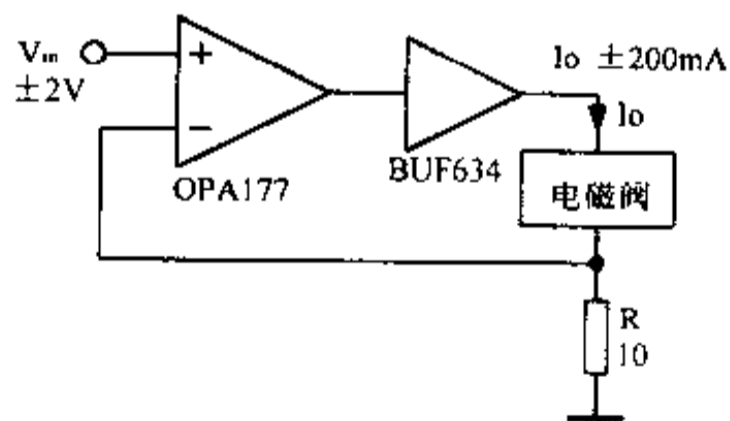 Vin
±2V
+
−
OPA177
BUF634
Io ±200mA
Io
电磁阀
R
10